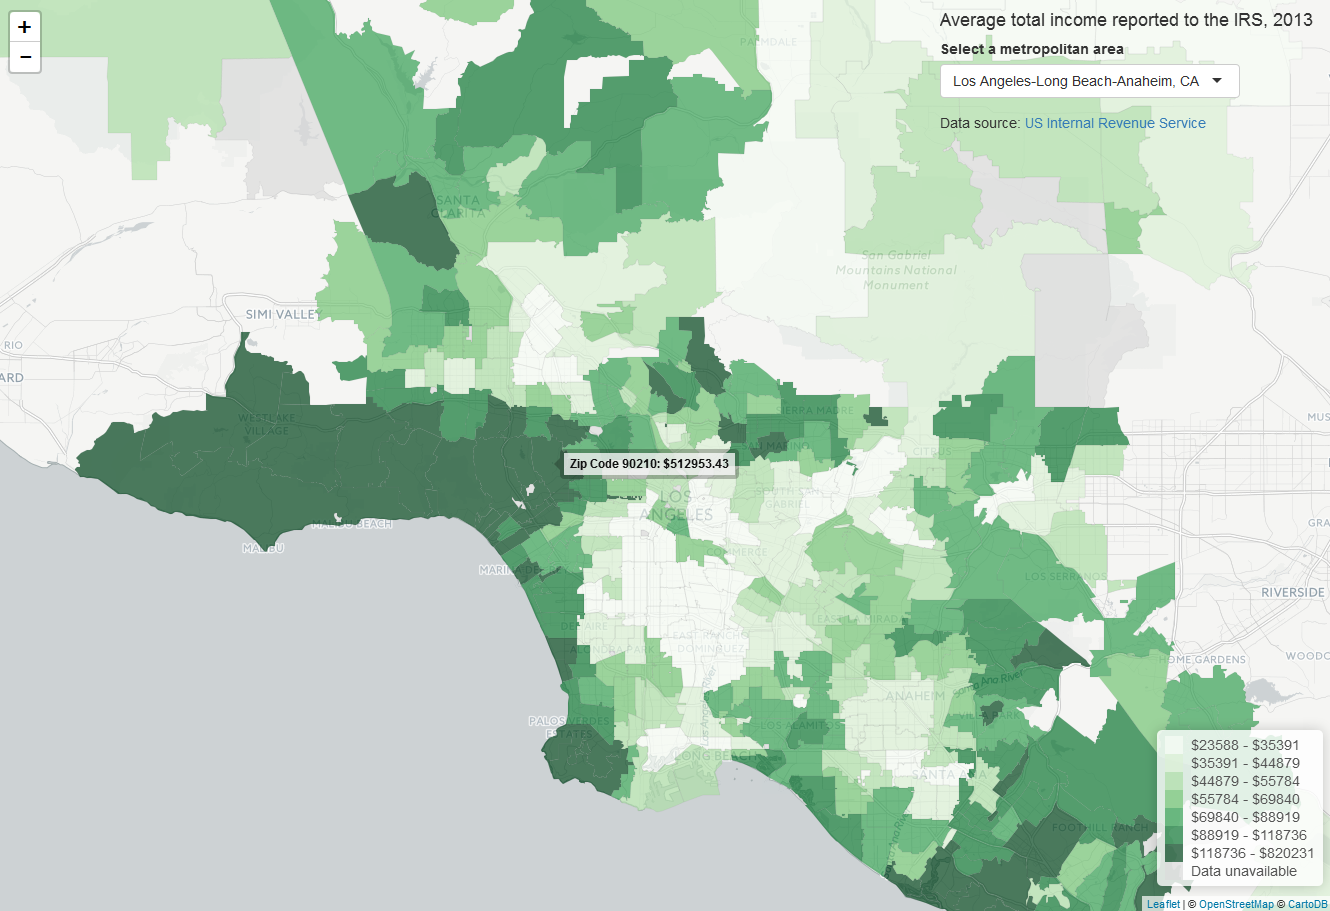 +
−
Average total income reported to the IRS, 2013
Select a metropolitan area
Los Angeles-Long Beach-Anaheim, CA
Data source: US Internal Revenue Service
PALMDALE
SANTA
CLARITA
San Gabriel
Mountains National
Monument
SIMI VALLEY
RIO
ARD
WESTLAKE
VILLAGE
SIERRA MADRE
SAN MARINO
CITRUS
MUS
Zip Code 90210: $512953.43
LOS
ANGELES
SOUTH SAN
GABRIEL
MALIBU BEACH
MALIBU
GRA
COMMERCE
MARINA DEL REY
LOS SERRANOS
RIVERSIDE
DEL AIRE
EAST LA MIRADA
ALONDRA PARK
EAST RANCHO
DOMINGUEZ
HOME GARDENS
WOODC
Santa Ana River
ANAHEIM
Los Angeles River
PALOS VERDES
ESTATES
LOS ALAMITOS
VILLA PARK
LONG BEACH
SANTA ANA
FOOTHILL RANCH
$23588 - $35391
$35391 - $44879
$44879 - $55784
$55784 - $69840
$69840 - $88919
$88919 - $118736
$118736 - $820231
Data unavailable
Leaflet | © OpenStreetMap © CartoDB